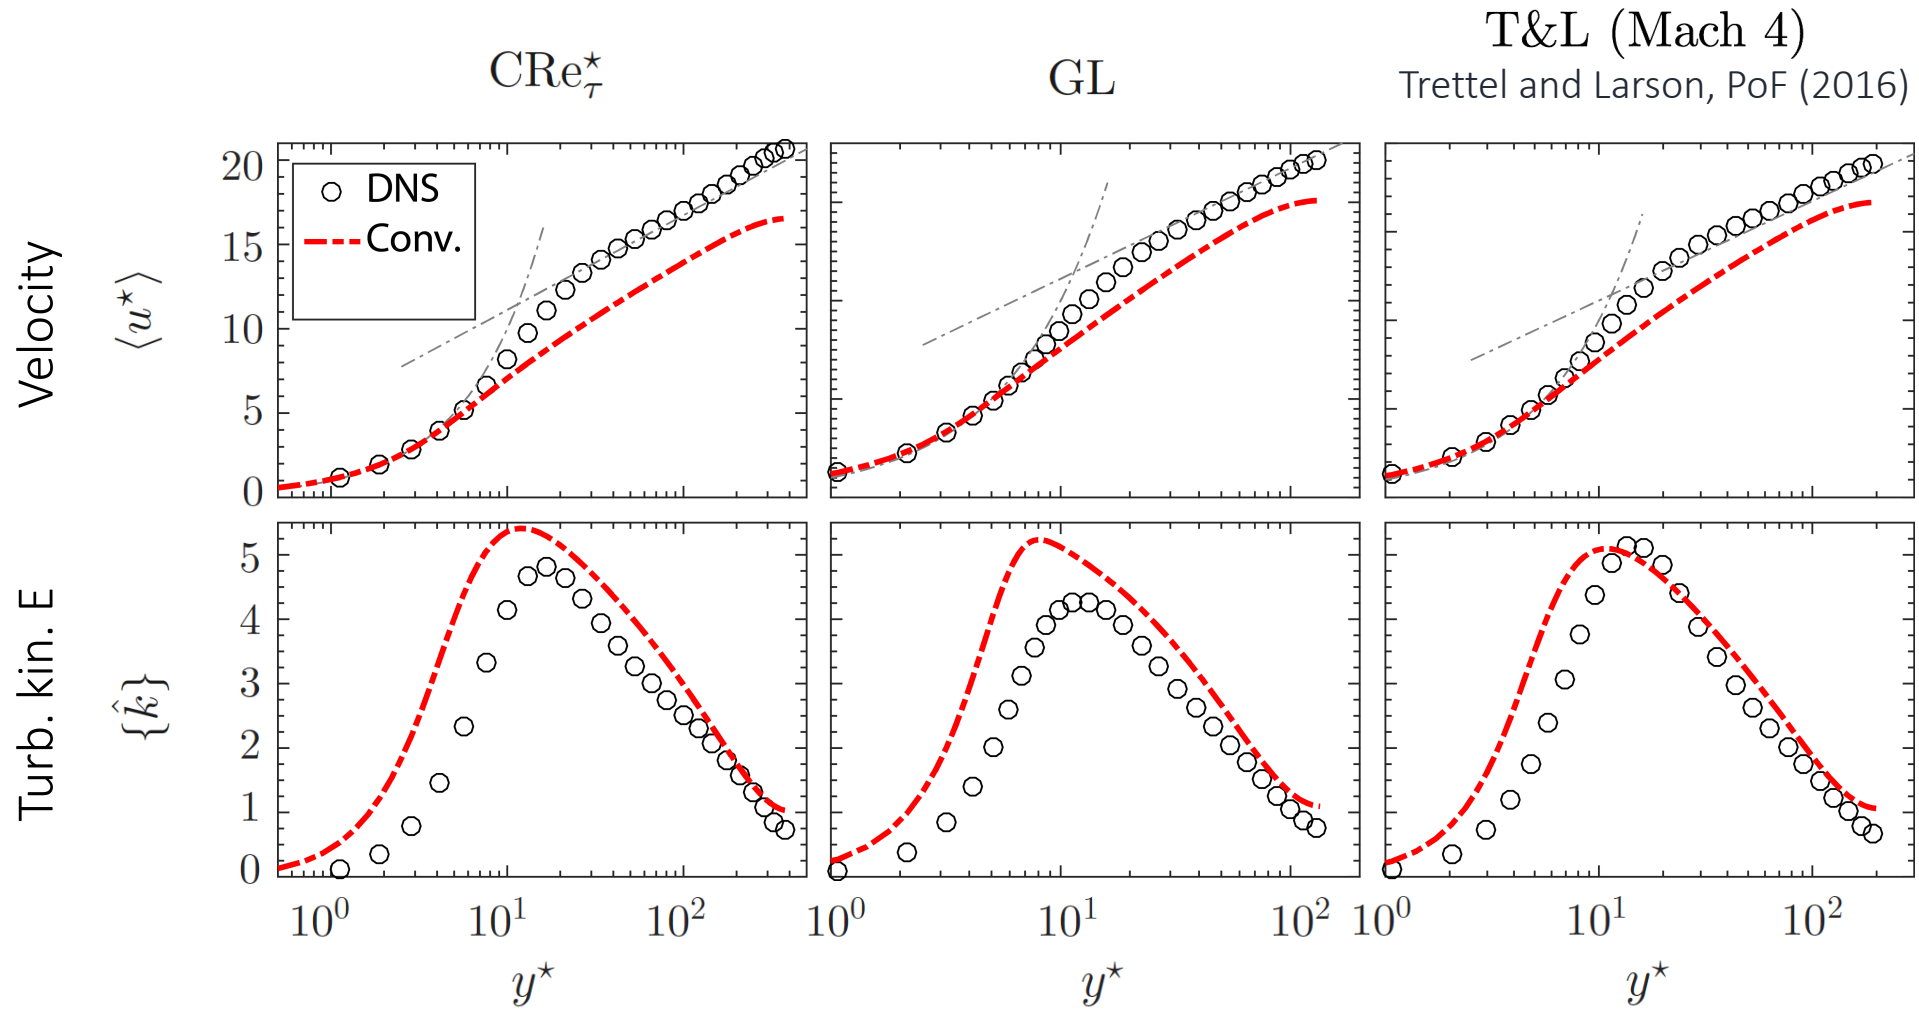 CRe⋆τ
GL
T&L (Mach 4)
Trettel and Larson, PoF (2016)
Velocity
⟨u⋆⟩
20
15
10
5
0
DNS
Conv.
Turb. kin. E
{k̂}
5
4
3
2
1
0
10⁰ 10¹ 10²
10⁰ 10¹ 10²
10⁰ 10¹ 10²
y⋆
y⋆
y⋆